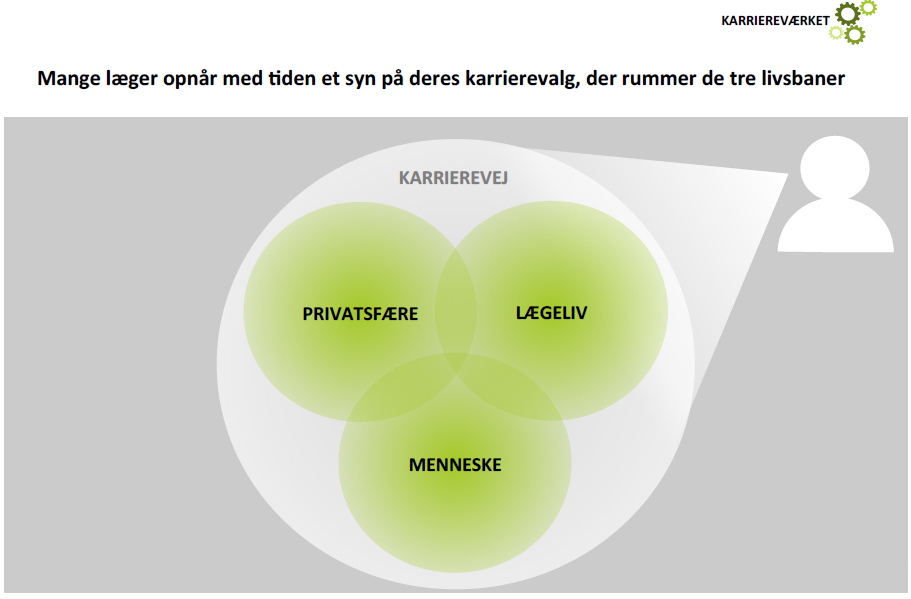 KARRIEREVÆRKET
Mange læger opnår med tiden et syn på deres karrierevalg, der rummer de tre livsbaner
KARRIEREVEJ
PRIVATSFÆRE
LÆGELIV
MENNESKE